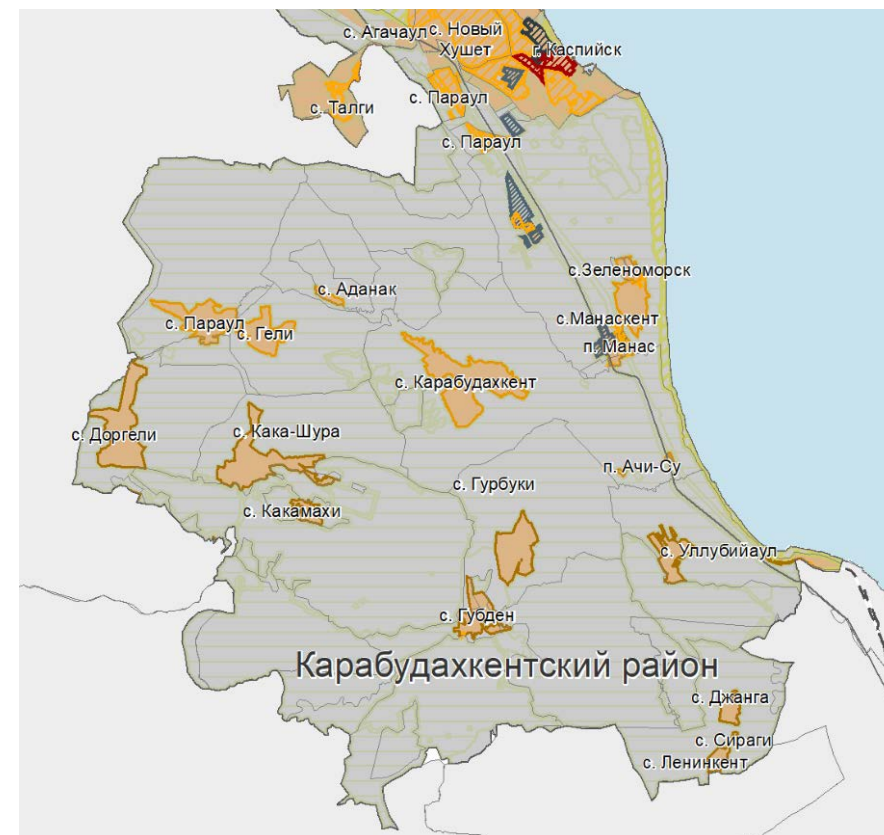 с. Агачаул
с. Новый
Хушет
г. Каспийск
с. Талги
с. Параул
с. Параул
с.Зеленоморск
с. Аданак
с. Параул
с. Гели
с.Манаскент
п. Манас
с. Карабудахкент
с. Доргели
с. Кака-Шура
п. Ачи-Су
с. Гурбуки
с. Какамахи
с. Уллубийаул
с. Губден
Карабудахкентский район
с. Джанга
с. Сираги
с. Ленинкент